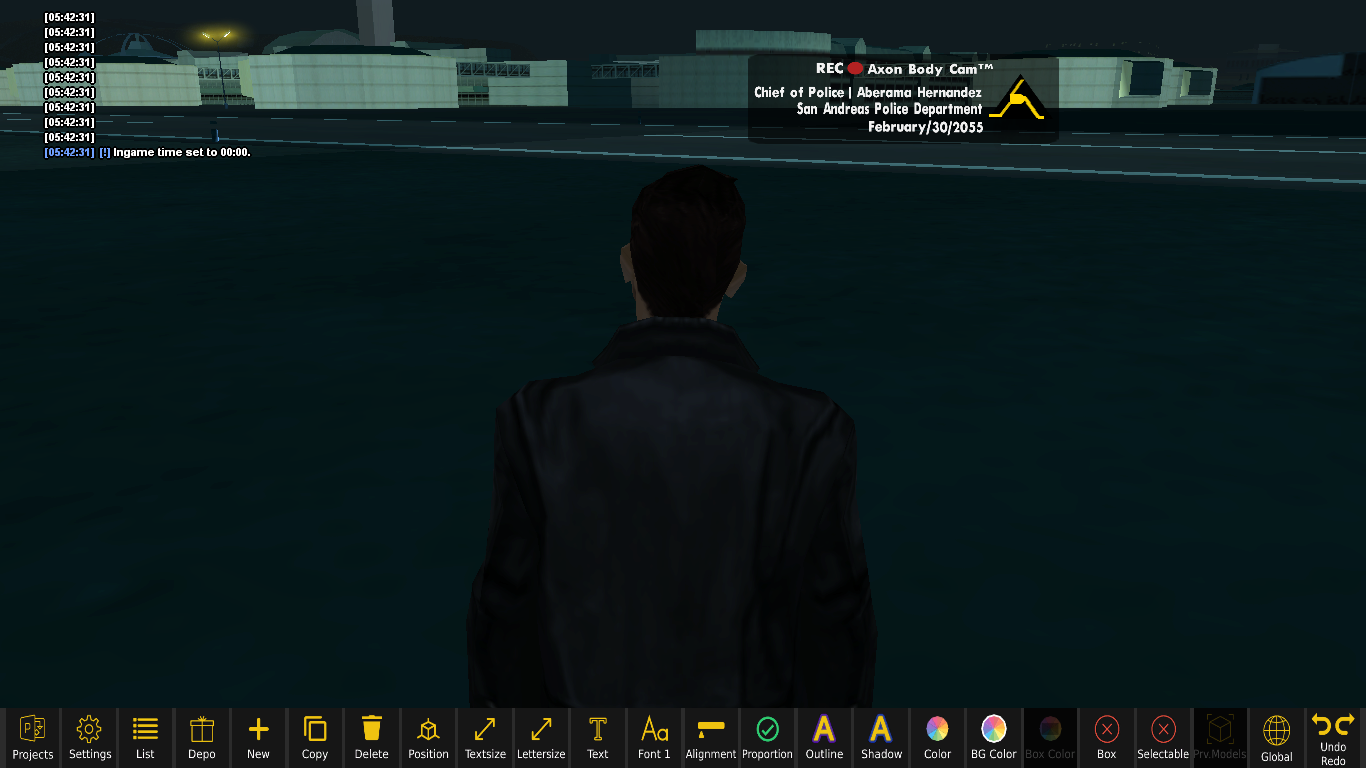 [05:42:31]
[05:42:31]
[05:42:31]
[05:42:31]
[05:42:31]
[05:42:31]
[05:42:31]
[05:42:31]
[05:42:31]
[05:42:31] [!] Ingame time set to 00:00.
REC Axon Body Cam™
Chief of Police | Aberama Hernandez
San Andreas Police Department
February/30/2055
Projects Settings List Depo New Copy Delete Position Textsize Lettersize Text Font 1 Alignment Proportion Outline Shadow Color BG Color Box Color Box Selectable Prv.Models Global Undo
Redo